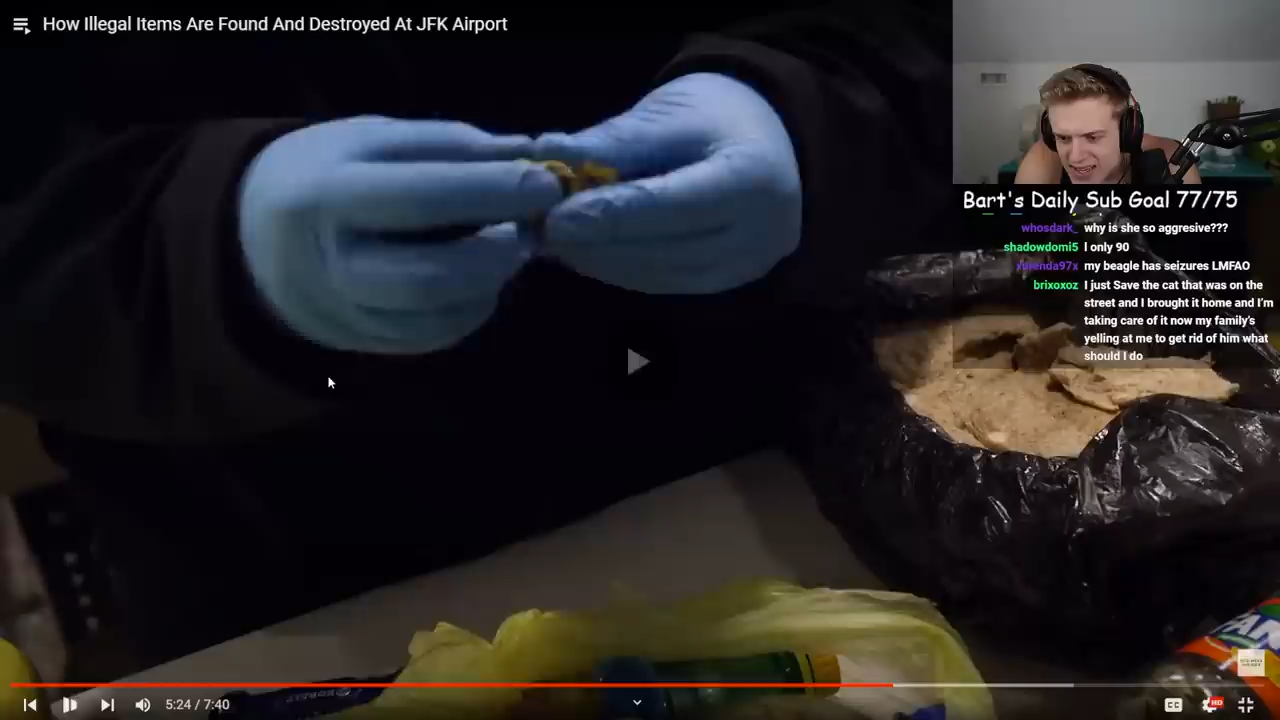 How Illegal Items Are Found And Destroyed At JFK Airport
Bart's Daily Sub Goal 77/75
whosdark_ why is she so aggresive???
shadowdomi5 I only 90
my beagle has seizures LMFAO
brixoxoz I just Save the cat that was on the
street and I brought it home and I'm
taking care of it now my family's
yelling at me to get rid of him what
should I do
5:24 / 7:40
CC
HD